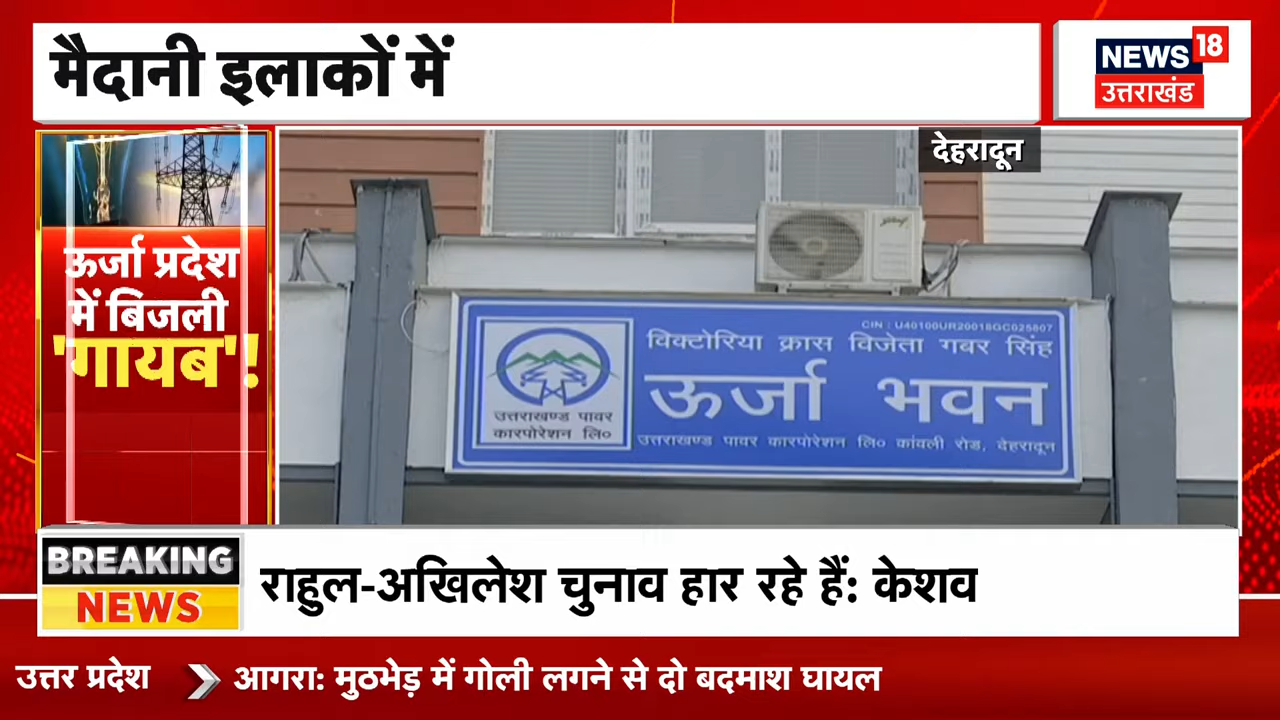 मैदानी इलाकों में
NEWS 18
उत्तराखंड
देहरादून
ऊर्जा प्रदेश
में बिजली
'गायब'!
CIN : U40100UR2001SGC025867
विक्टोरिया क्रास विजेता गबर सिंह
ऊर्जा भवन
उत्तराखण्ड पावर कारपोरेशन लि० कांवली रोड, देहरादून
उत्तराखण्ड पावर
कारपोरेशन लि०
BREAKING
NEWS
राहुल-अखिलेश चुनाव हार रहे हैं: केशव
उत्तर प्रदेश
आगरा: मुठभेड़ में गोली लगने से दो बदमाश घायल